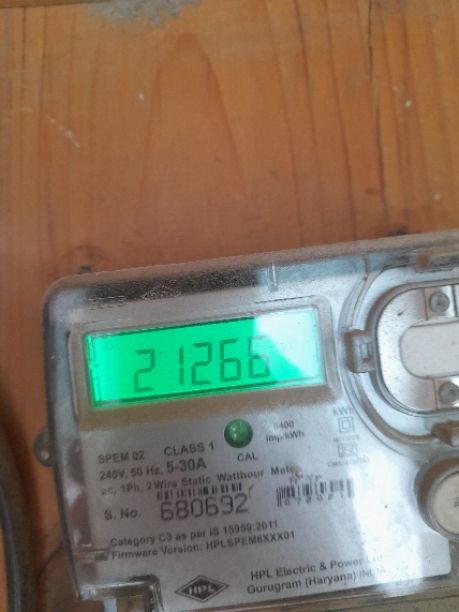 21266
kWh
6400
imp/kWh
SPEM 02 CLASS 1
CAL
240V, 50 Hz, 5-30A
ac, 1Ph, 2 Wire Static Watthour Meter
S. No. 680692
Category C3 as per IS 15959:2011
Firmware Version: HPLSPEM6XXX01
HPL
HPL Electric & Power
Gurugram (Haryana) INDIA